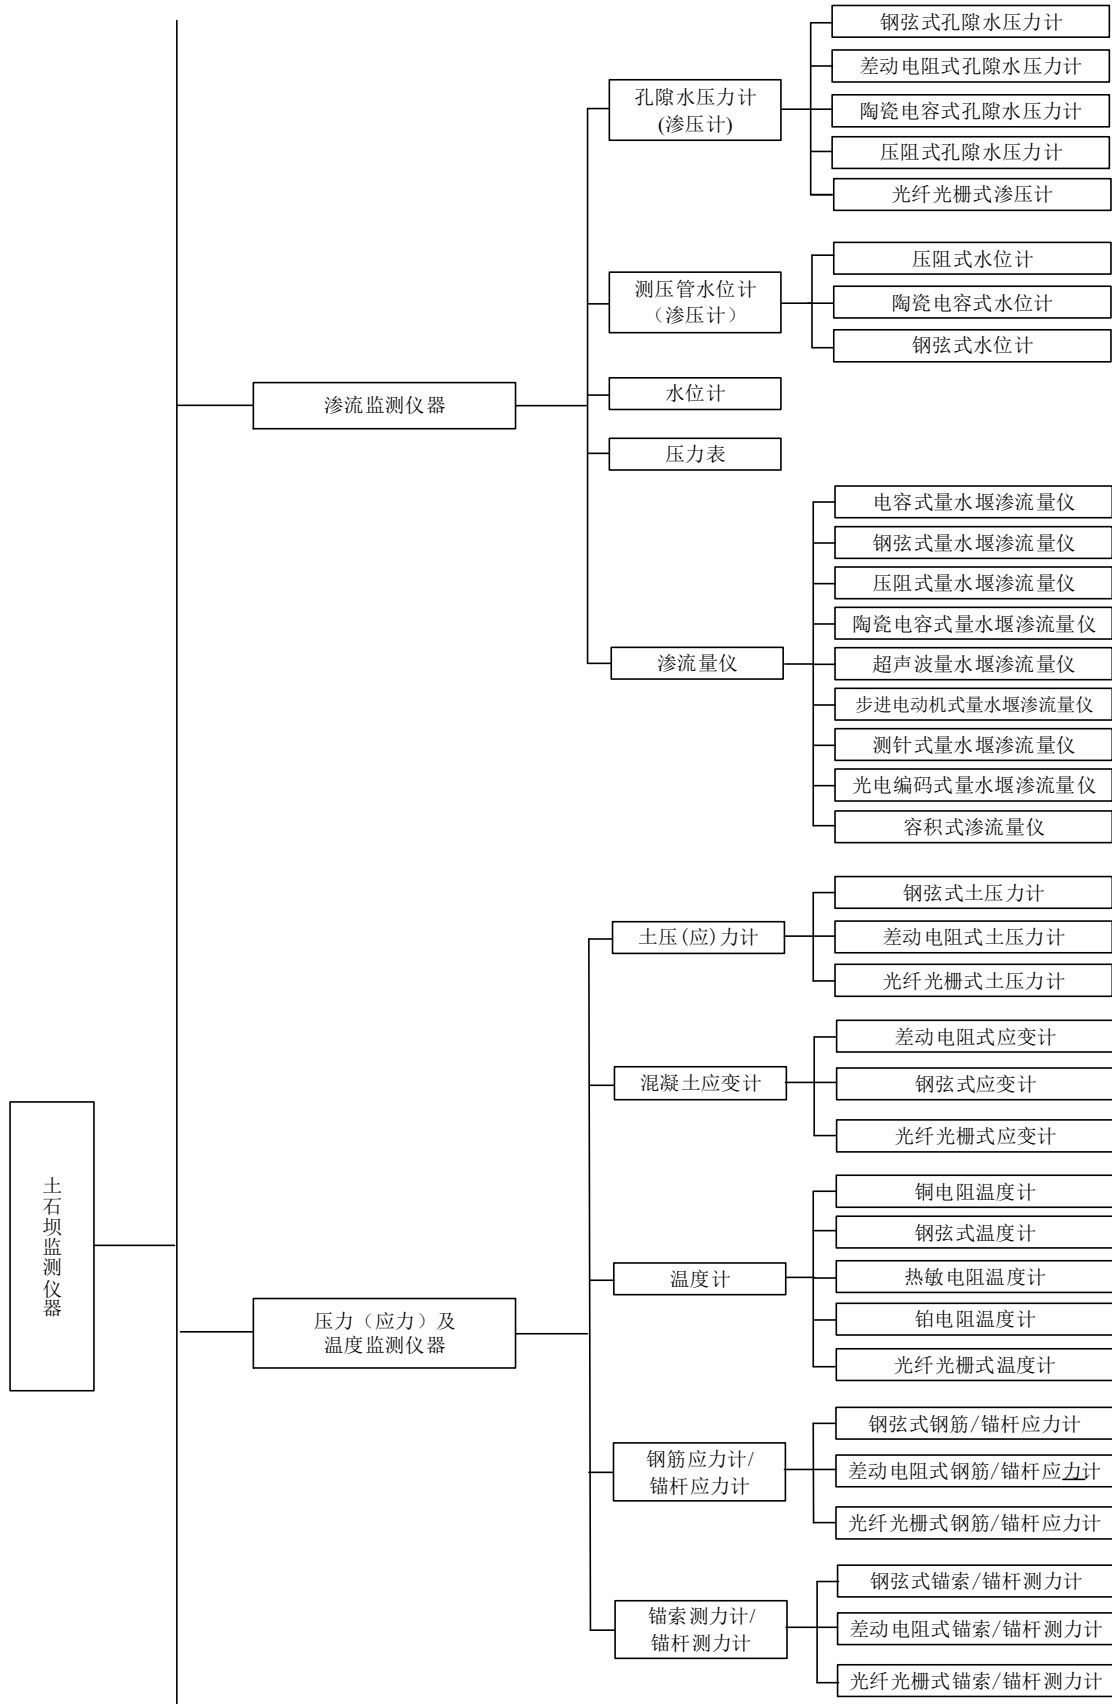 钢弦式孔隙水压力计
差动电阻式孔隙水压力计
孔隙水压力计
(渗压计)
陶瓷电容式孔隙水压力计
压阻式孔隙水压力计
光纤光栅式渗压计
压阻式水位计
测压管水位计
（渗压计）
陶瓷电容式水位计
钢弦式水位计
渗流监测仪器
水位计
压力表
电容式量水堰渗流量仪
钢弦式量水堰渗流量仪
压阻式量水堰渗流量仪
陶瓷电容式量水堰渗流量仪
渗流量仪
超声波量水堰渗流量仪
步进电动机式量水堰渗流量仪
测针式量水堰渗流量仪
光电编码式量水堰渗流量仪
容积式渗流量仪
钢弦式土压力计
土压(应)力计
差动电阻式土压力计
光纤光栅式土压力计
差动电阻式应变计
混凝土应变计
钢弦式应变计
光纤光栅式应变计
土石坝监测仪器
铜电阻温度计
钢弦式温度计
温度计
热敏电阻温度计
铂电阻温度计
光纤光栅式温度计
压力（应力）及
温度监测仪器
钢弦式钢筋/锚杆应力计
钢筋应力计/
锚杆应力计
差动电阻式钢筋/锚杆应力计
光纤光栅式钢筋/锚杆应力计
钢弦式锚索/锚杆测力计
锚索测力计/
锚杆测力计
差动电阻式锚索/锚杆测力计
光纤光栅式锚索/锚杆测力计